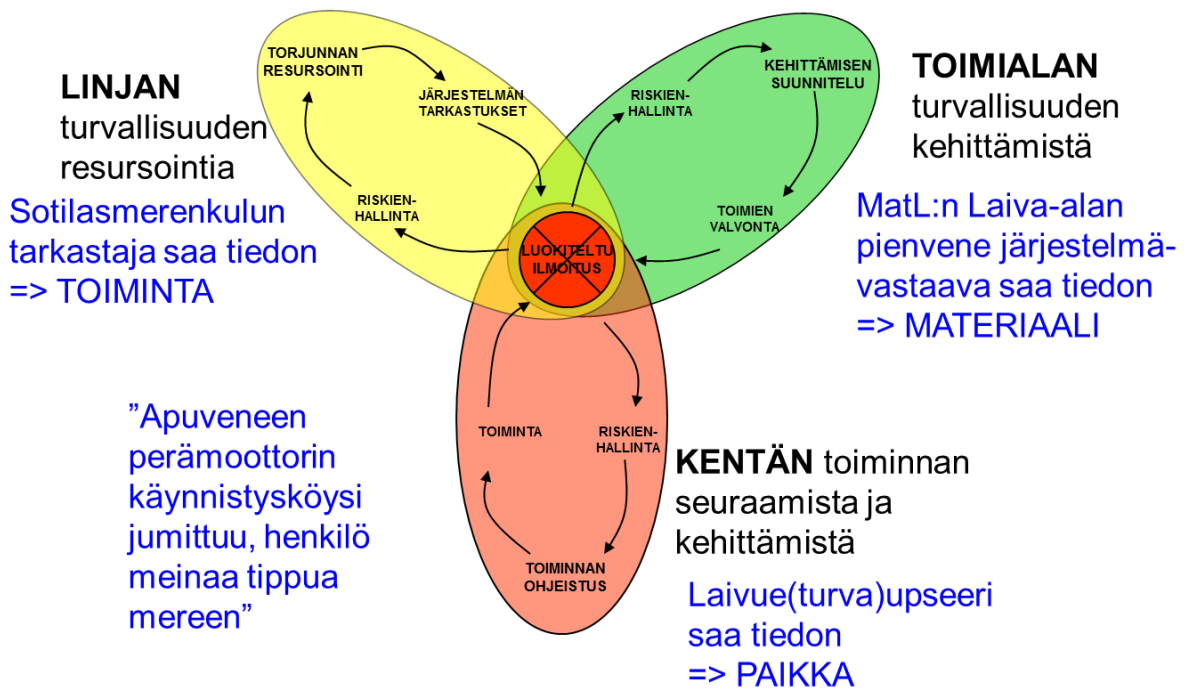 LINJAN
turvallisuuden
resursointia
Sotilasmerenkulun
tarkastaja saa tiedon
=> TOIMINTA
TORJUNNAN
RESURSOINTI
JÄRJESTELMÄN
TARKASTUKSET
RISKIEN-
HALLINTA
RISKIEN-
HALLINTA
KEHITTÄMISEN
SUUNNITELU
TOIMIEN
VALVONTA
TOIMIALAN
turvallisuuden
kehittämistä
MatL:n Laiva-alan
pienvene järjestelmä-
vastaava saa tiedon
=> MATERIAALI
LUOKITELTU
ILMOITUS
”Apuveneen
perämoottorin
käynnistysköysi
jumittuu, henkilö
meinaa tippua
mereen”
TOIMINTA
RISKIEN-
HALLINTA
TOIMINNAN
OHJEISTUS
KENTÄN toiminnan
seuraamista ja
kehittämistä
Laivue(turva)upseeri
saa tiedon
=> PAIKKA